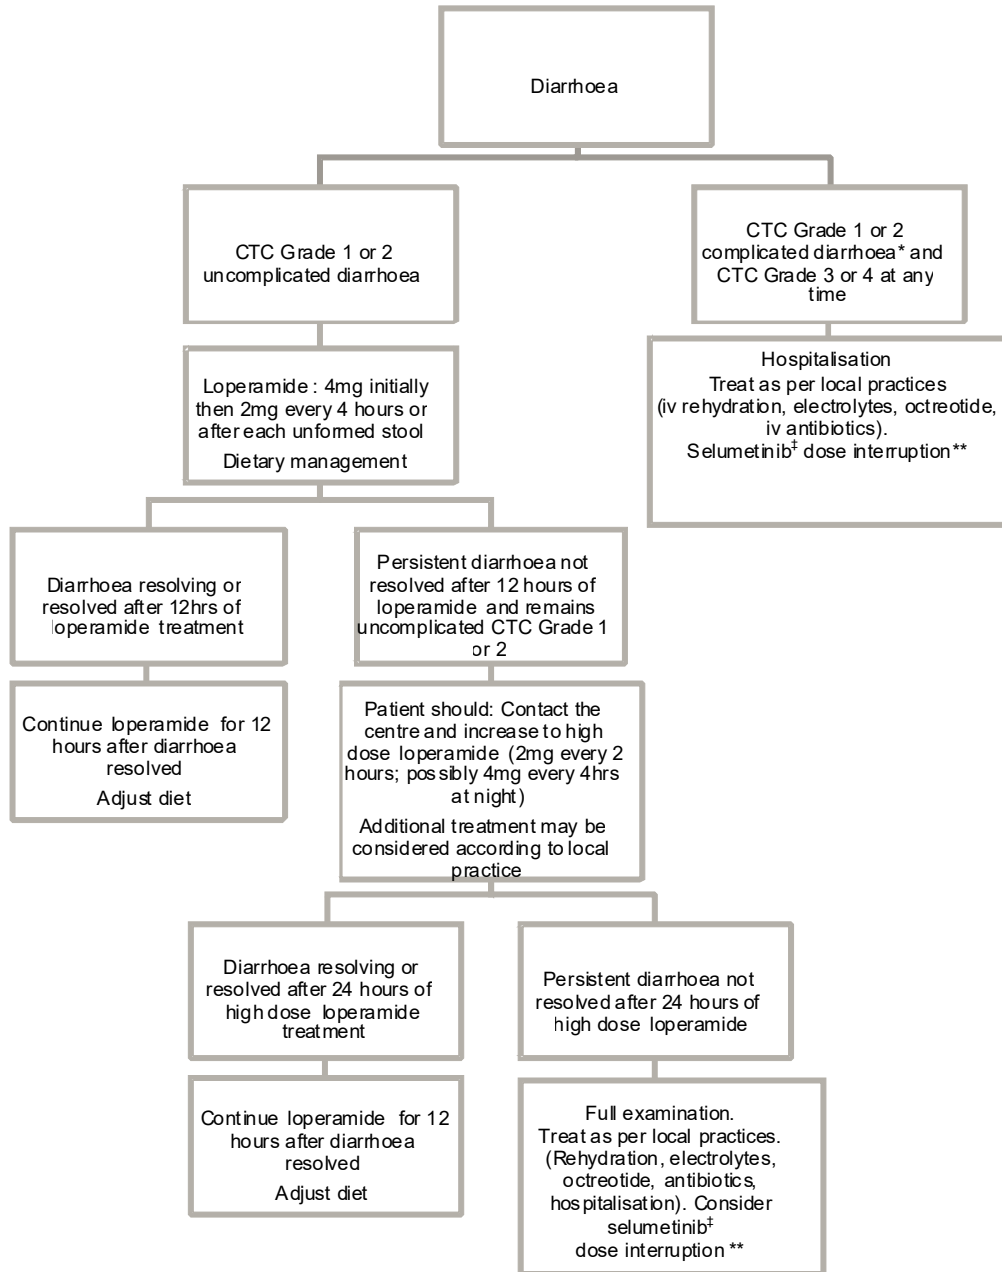 Diarrhoea
CTC Grade 1 or 2
uncomplicated diarrhoea
CTC Grade 1 or 2
complicated diarrhoea* and
CTC Grade 3 or 4 at any
time
Loperamide : 4mg initially
then 2mg every 4 hours or
after each unformed stool
Dietary management
Hospitalisation
Treat as per local practices
(iv rehydration, electrolytes, octreotide,
iv antibiotics).
Selumetinib‡ dose interruption**
Diarrhoea resolving or
resolved after 12hrs of
loperamide treatment
Persistent diarrhoea not
resolved after 12 hours of
loperamide and remains
uncomplicated CTC Grade 1
or 2
Continue loperamide for 12
hours after diarrhoea
resolved
Adjust diet
Patient should: Contact the
centre and increase to high
dose loperamide (2mg every 2
hours; possibly 4mg every 4hrs
at night)
Additional treatment may be
considered according to local
practice
Diarrhoea resolving or
resolved after 24 hours of
high dose loperamide
treatment
Persistent diarrhoea not
resolved after 24 hours of
high dose loperamide
Continue loperamide for 12
hours after diarrhoea
resolved
Adjust diet
Full examination.
Treat as per local practices.
(Rehydration, electrolytes,
octreotide, antibiotics,
hospitalisation). Consider
selumetinib‡
dose interruption **